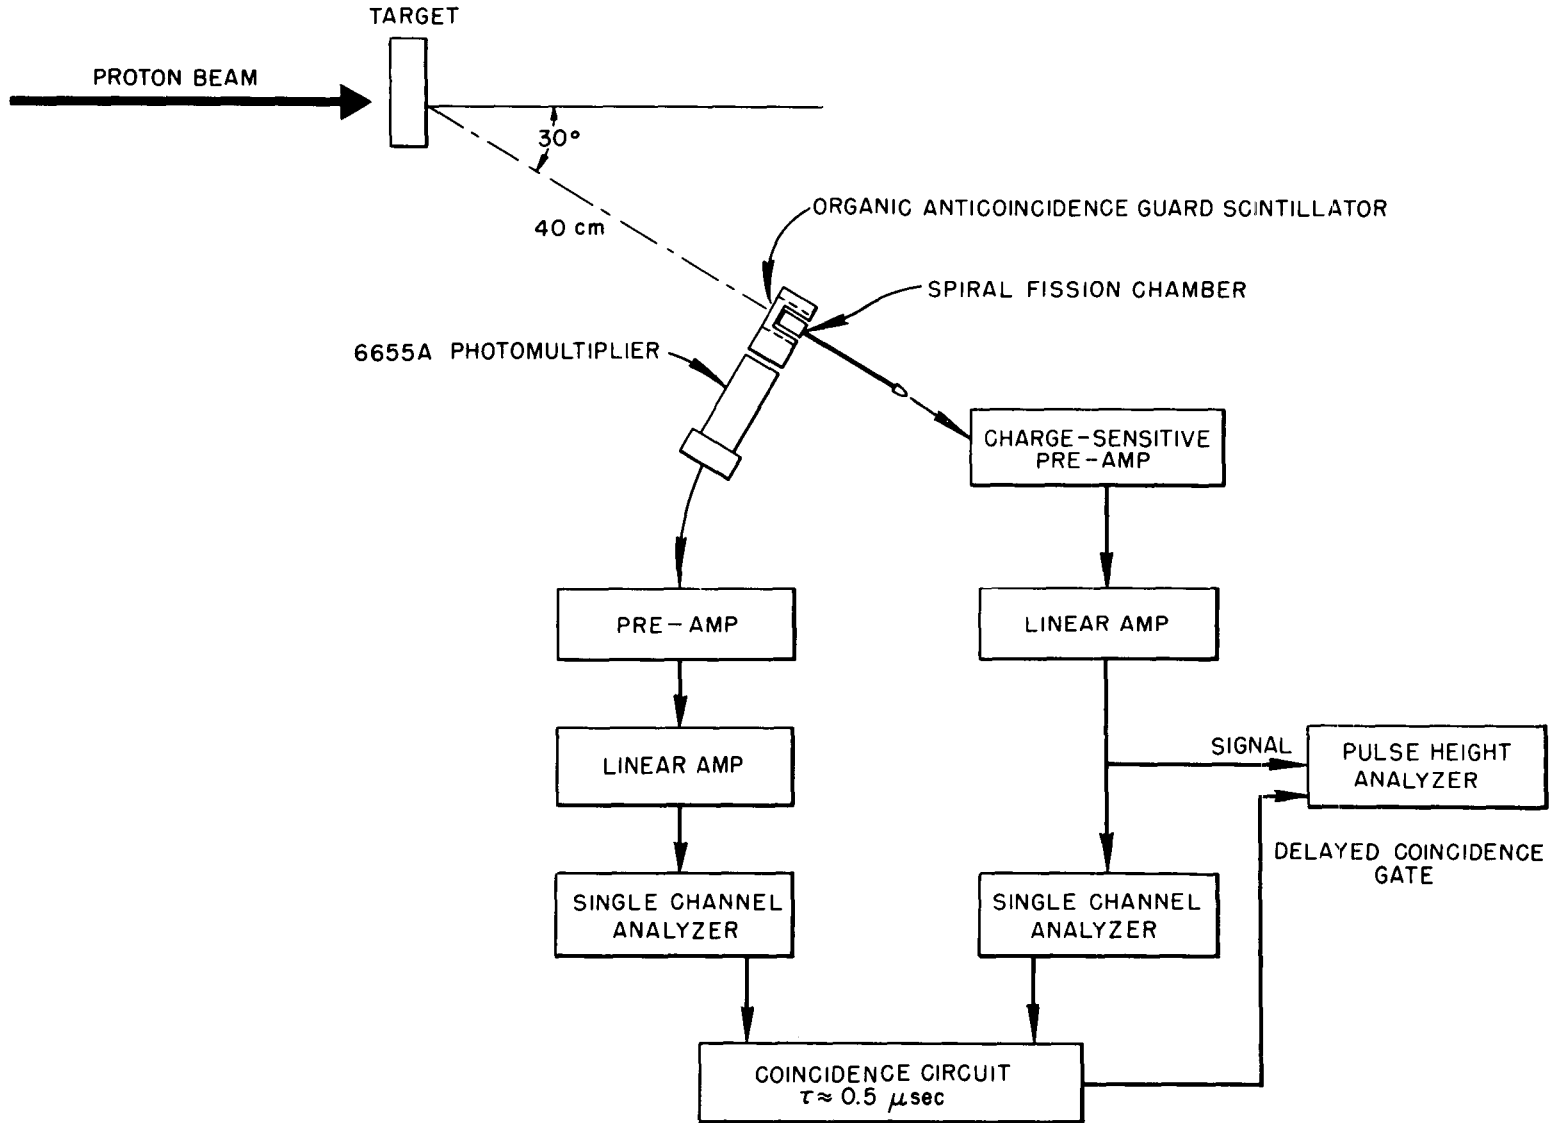 TARGET
PROTON BEAM
30°
40 cm
ORGANIC ANTICOINCIDENCE GUARD SCINTILLATOR
SPIRAL FISSION CHAMBER
6655A PHOTOMULTIPLIER
CHARGE-SENSITIVE
PRE-AMP
PRE-AMP
LINEAR AMP
LINEAR AMP
SIGNAL
PULSE HEIGHT
ANALYZER
DELAYED COINCIDENCE
GATE
SINGLE CHANNEL
ANALYZER
SINGLE CHANNEL
ANALYZER
COINCIDENCE CIRCUIT
τ ≈ 0.5 μsec